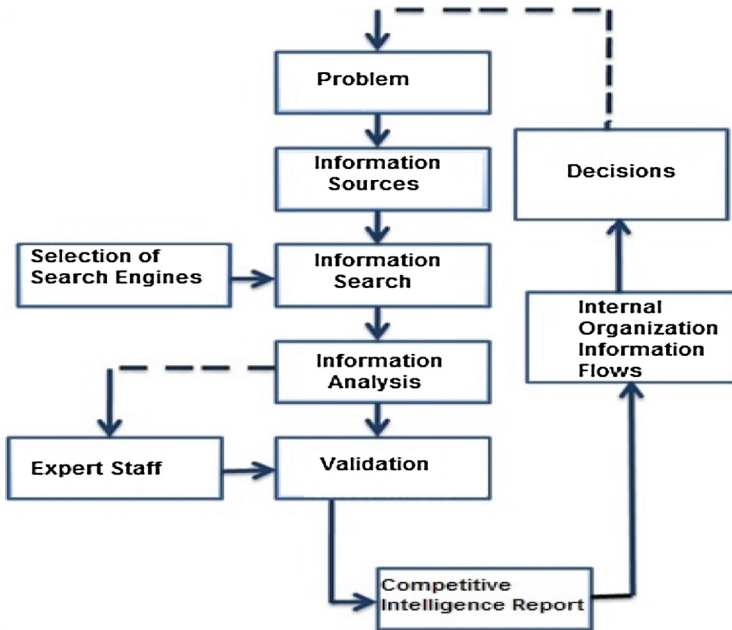 Problem
Information
Sources
Decisions
Selection of
Search Engines
Information
Search
Internal
Organization
Information
Flows
Information
Analysis
Expert Staff
Validation
Competitive
Intelligence Report